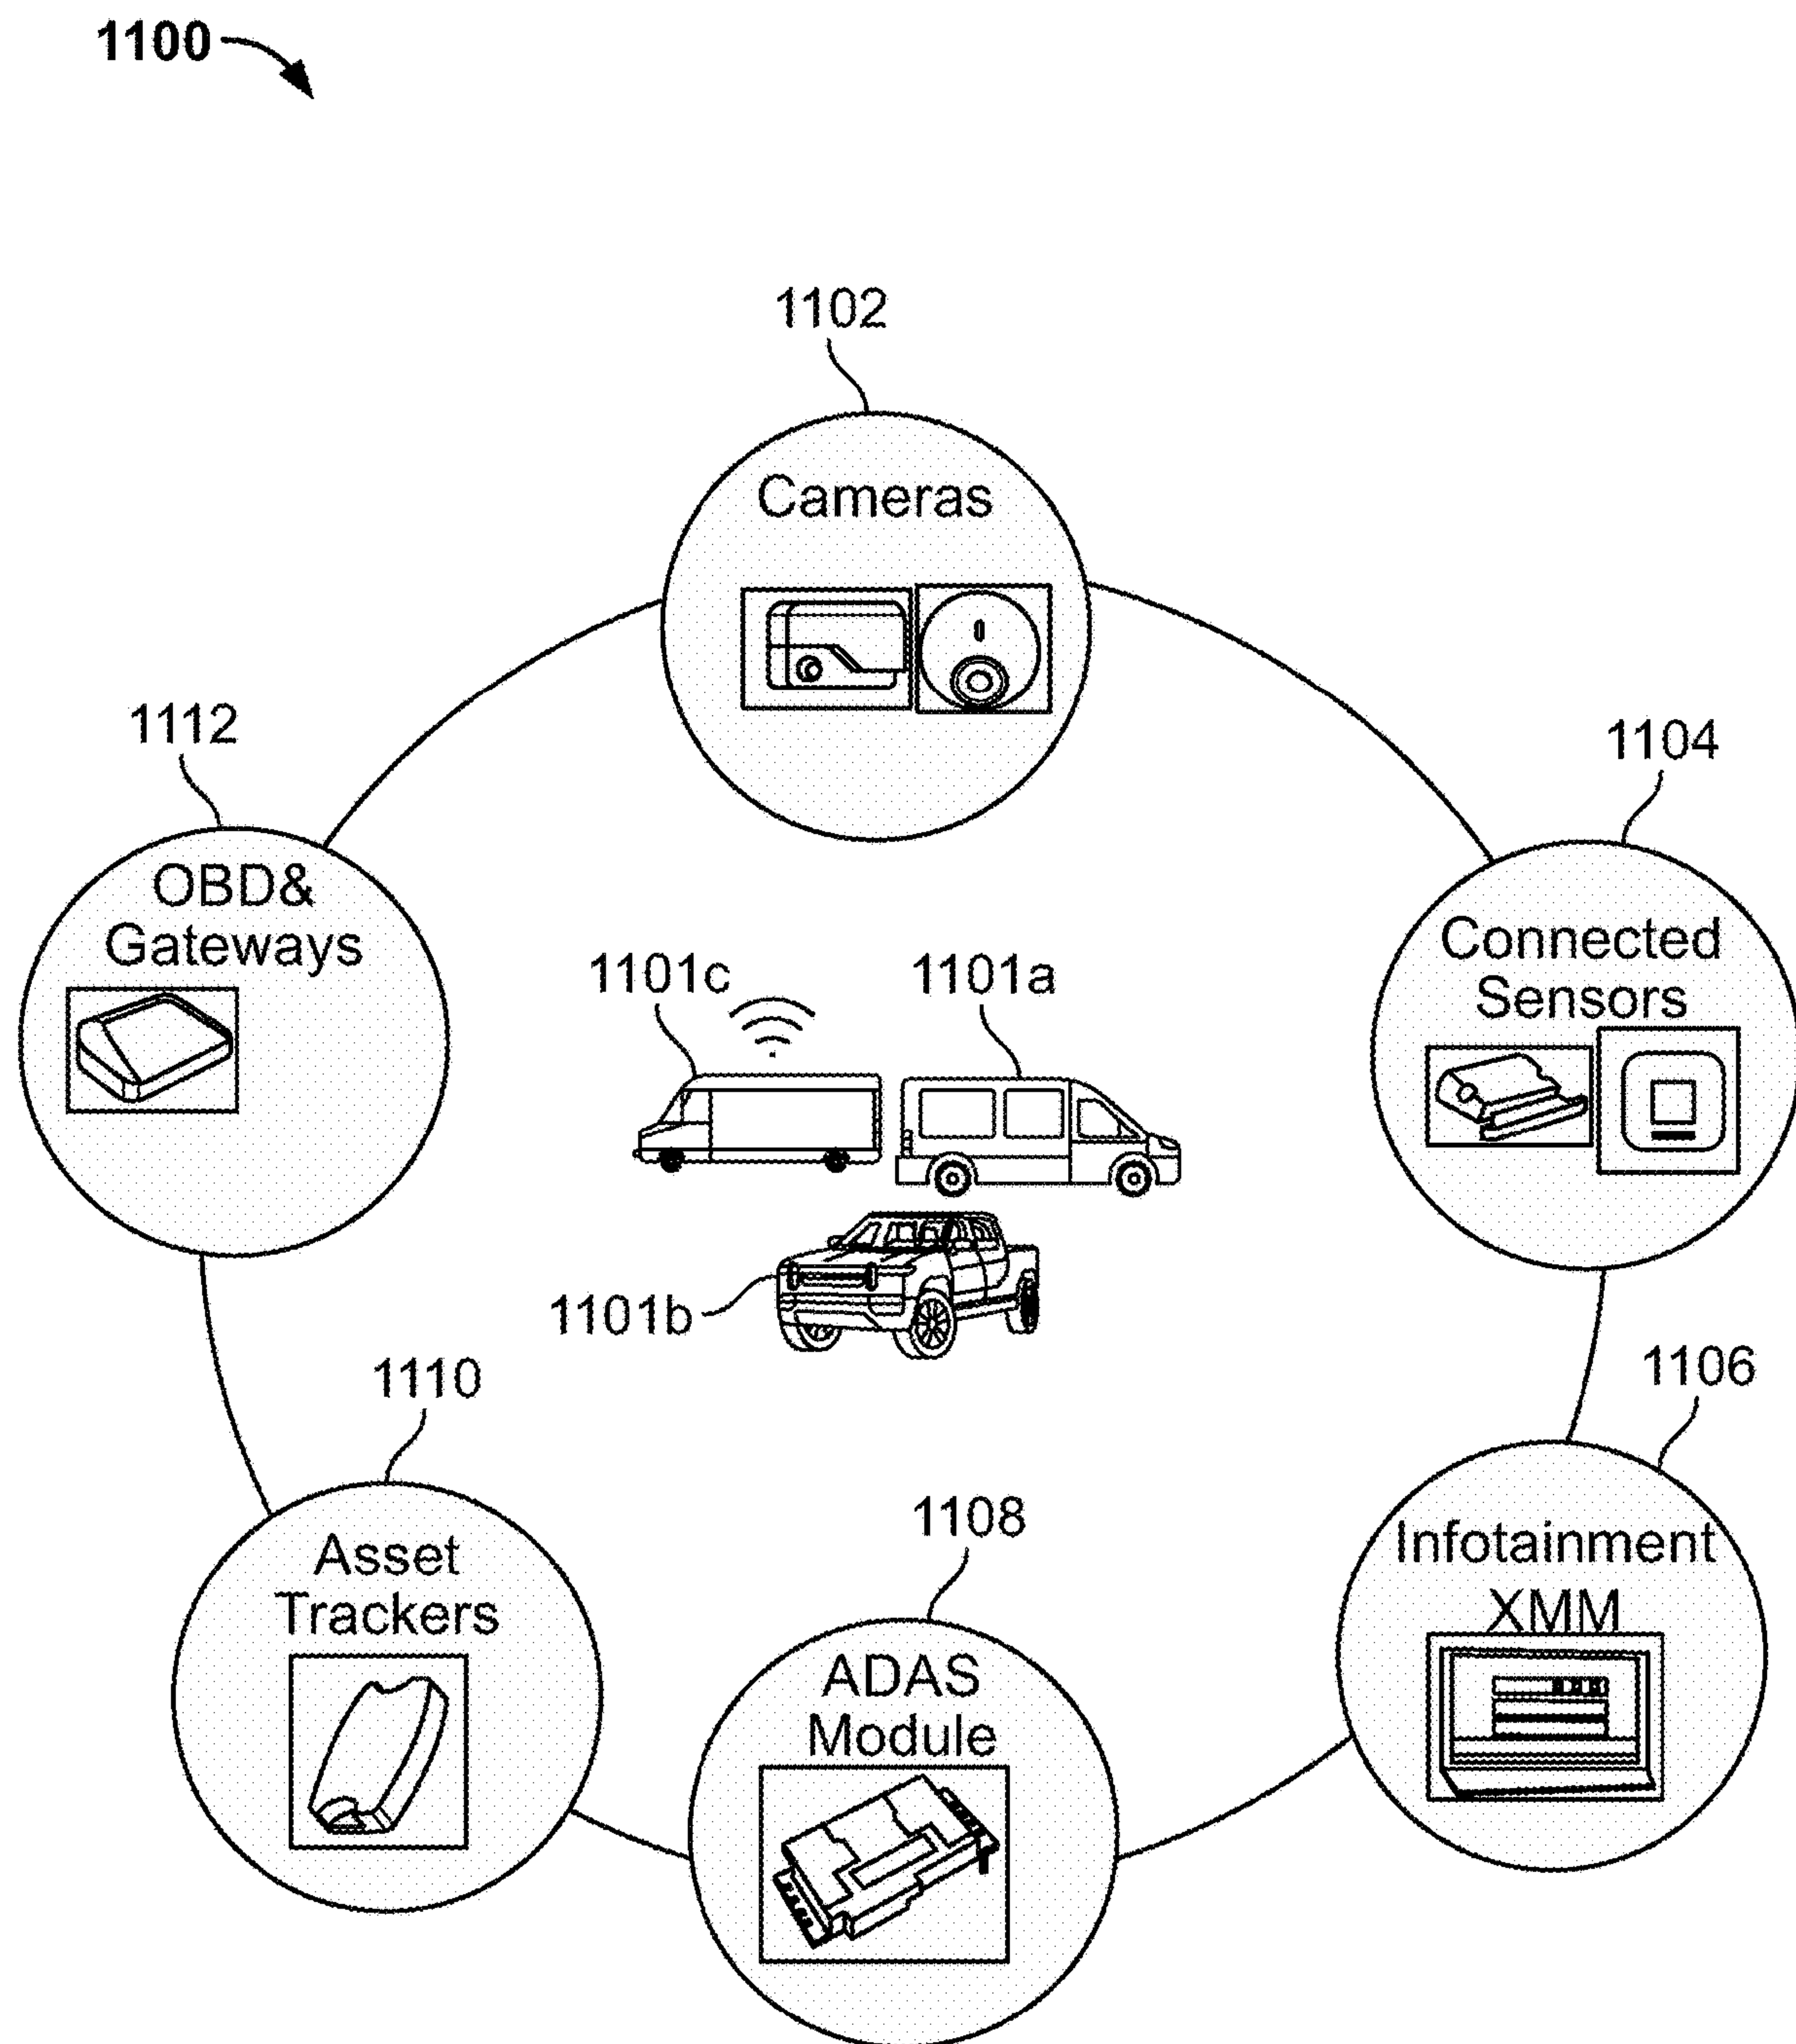 1100
1102
Cameras
1112
OBD&
Gateways
1104
Connected
Sensors
1101c
1101a
1101b
1110
Asset
Trackers
1108
ADAS
Module
1106
Infotainment
XMM